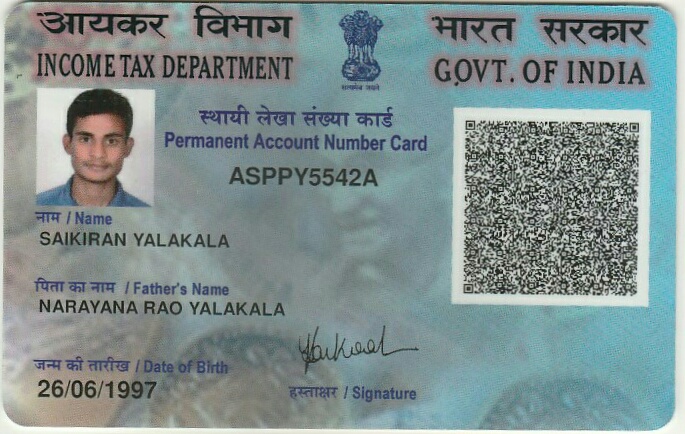 आयकर विभाग
INCOME TAX DEPARTMENT
भारत सरकार
GOVT. OF INDIA
सत्यमेव जयते
स्थायी लेखा संख्या कार्ड
Permanent Account Number Card
ASPPY5542A
नाम / Name
SAIKIRAN YALAKALA
पिता का नाम / Father's Name
NARAYANA RAO YALAKALA
जन्म की तारीख / Date of Birth
26/06/1997
हस्ताक्षर / Signature